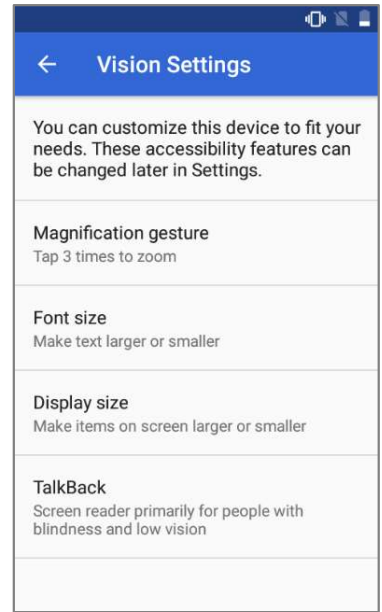 Vision Settings
You can customize this device to fit your
needs. These accessibility features can
be changed later in Settings.
Magnification gesture
Tap 3 times to zoom
Font size
Make text larger or smaller
Display size
Make items on screen larger or smaller
TalkBack
Screen reader primarily for people with
blindness and low vision